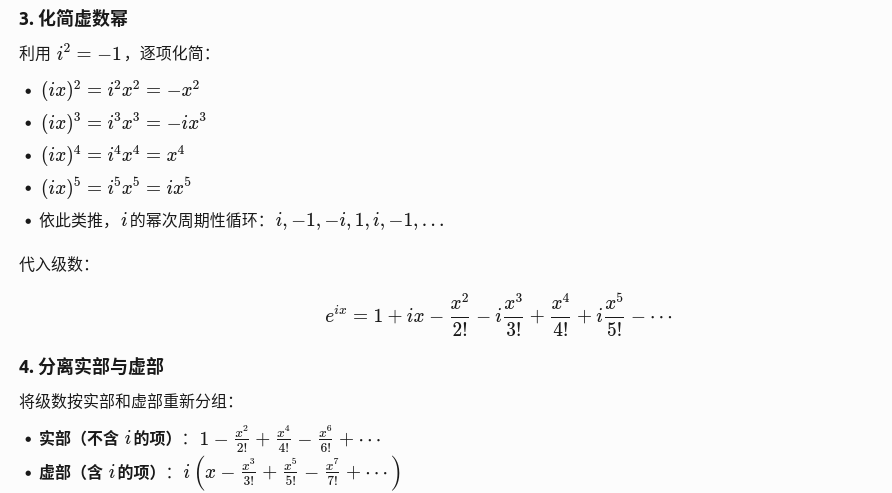 3. 化简虚数幂
利用 $i^2 = -1$，逐项化简：
• $(ix)^2 = i^2x^2 = -x^2$
• $(ix)^3 = i^3x^3 = -ix^3$
• $(ix)^4 = i^4x^4 = x^4$
• $(ix)^5 = i^5x^5 = ix^5$
• 依此类推，$i$ 的幂次周期性循环：$i, -1, -i, 1, i, -1, \ldots$
代入级数：
$e^{ix} = 1 + ix - \frac{x^2}{2!} - i\frac{x^3}{3!} + \frac{x^4}{4!} + i\frac{x^5}{5!} - \cdots$
4. 分离实部与虚部
将级数按实部和虚部重新分组：
• 实部（不含 $i$ 的项）：$1 - \frac{x^2}{2!} + \frac{x^4}{4!} - \frac{x^6}{6!} + \cdots$
• 虚部（含 $i$ 的项）：$i\left(x - \frac{x^3}{3!} + \frac{x^5}{5!} - \frac{x^7}{7!} + \cdots\right)$